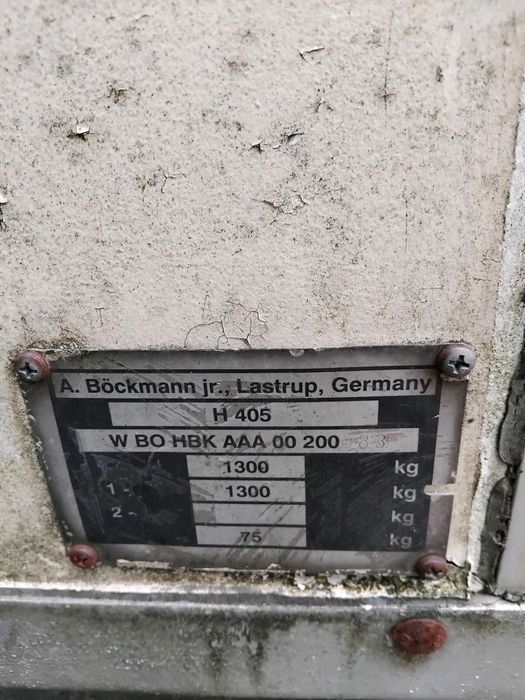 A. Böckmann jr., Lastrup, Germany
H 405
W BO HBK AAA 00 200
1300 kg
1 - 1300 kg
2 - kg
75 kg